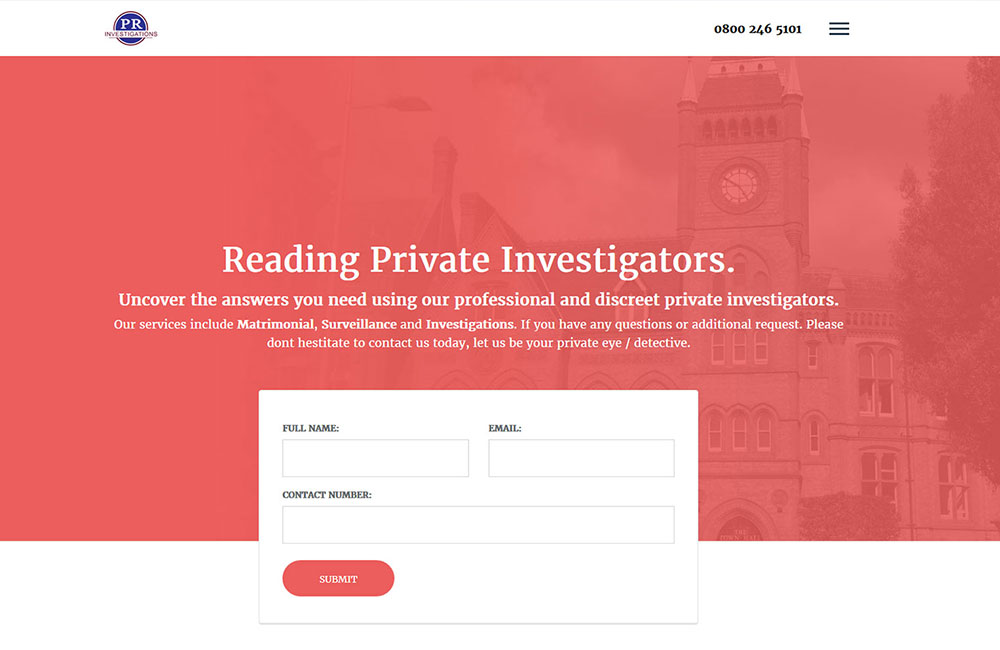 PR
INVESTIGATIONS
0800 246 5101
Reading Private Investigators.
Uncover the answers you need using our professional and discreet private investigators.
Our services include Matrimonial, Surveillance and Investigations. If you have any questions or additional request. Please
dont hestitate to contact us today, let us be your private eye / detective.
FULL NAME:
EMAIL:
CONTACT NUMBER:
SUBMIT